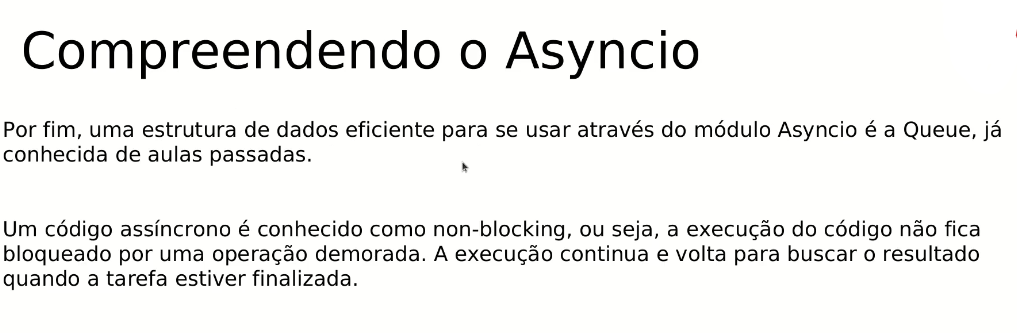 Compreendendo o Asyncio
Por fim, uma estrutura de dados eficiente para se usar através do módulo Asyncio é a Queue, já
conhecida de aulas passadas.
Um código assíncrono é conhecido como non-blocking, ou seja, a execução do código não fica
bloqueado por uma operação demorada. A execução continua e volta para buscar o resultado
quando a tarefa estiver finalizada.